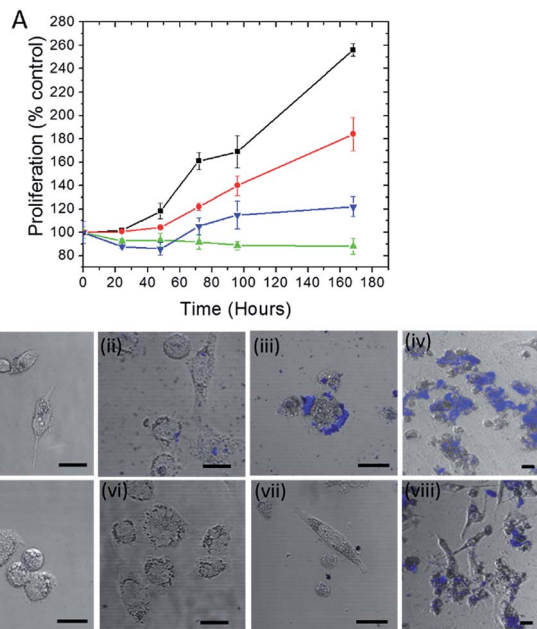 A
Proliferation (% control)
280
260
240
220
200
180
160
140
120
100
80
0 20 40 60 80 100 120 140 160 180
Time (Hours)
(ii) (iii) (iv)
(vi) (vii) (viii)